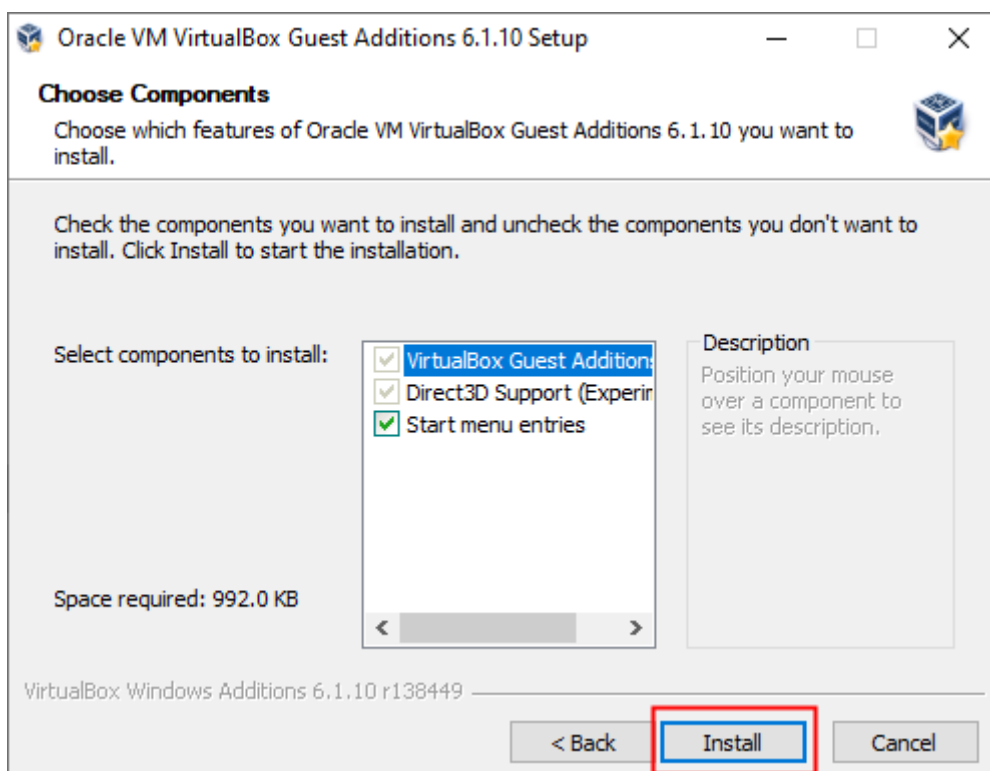 Oracle VM VirtualBox Guest Additions 6.1.10 Setup
Choose Components
Choose which features of Oracle VM VirtualBox Guest Additions 6.1.10 you want to
install.
Check the components you want to install and uncheck the components you don't want to
install. Click Install to start the installation.
Select components to install:
VirtualBox Guest Additions
Direct3D Support (Experir
Start menu entries
Description
Position your mouse
over a component to
see its description.
Space required: 992.0 KB
VirtualBox Windows Additions 6.1.10 r138449
< Back
Install
Cancel